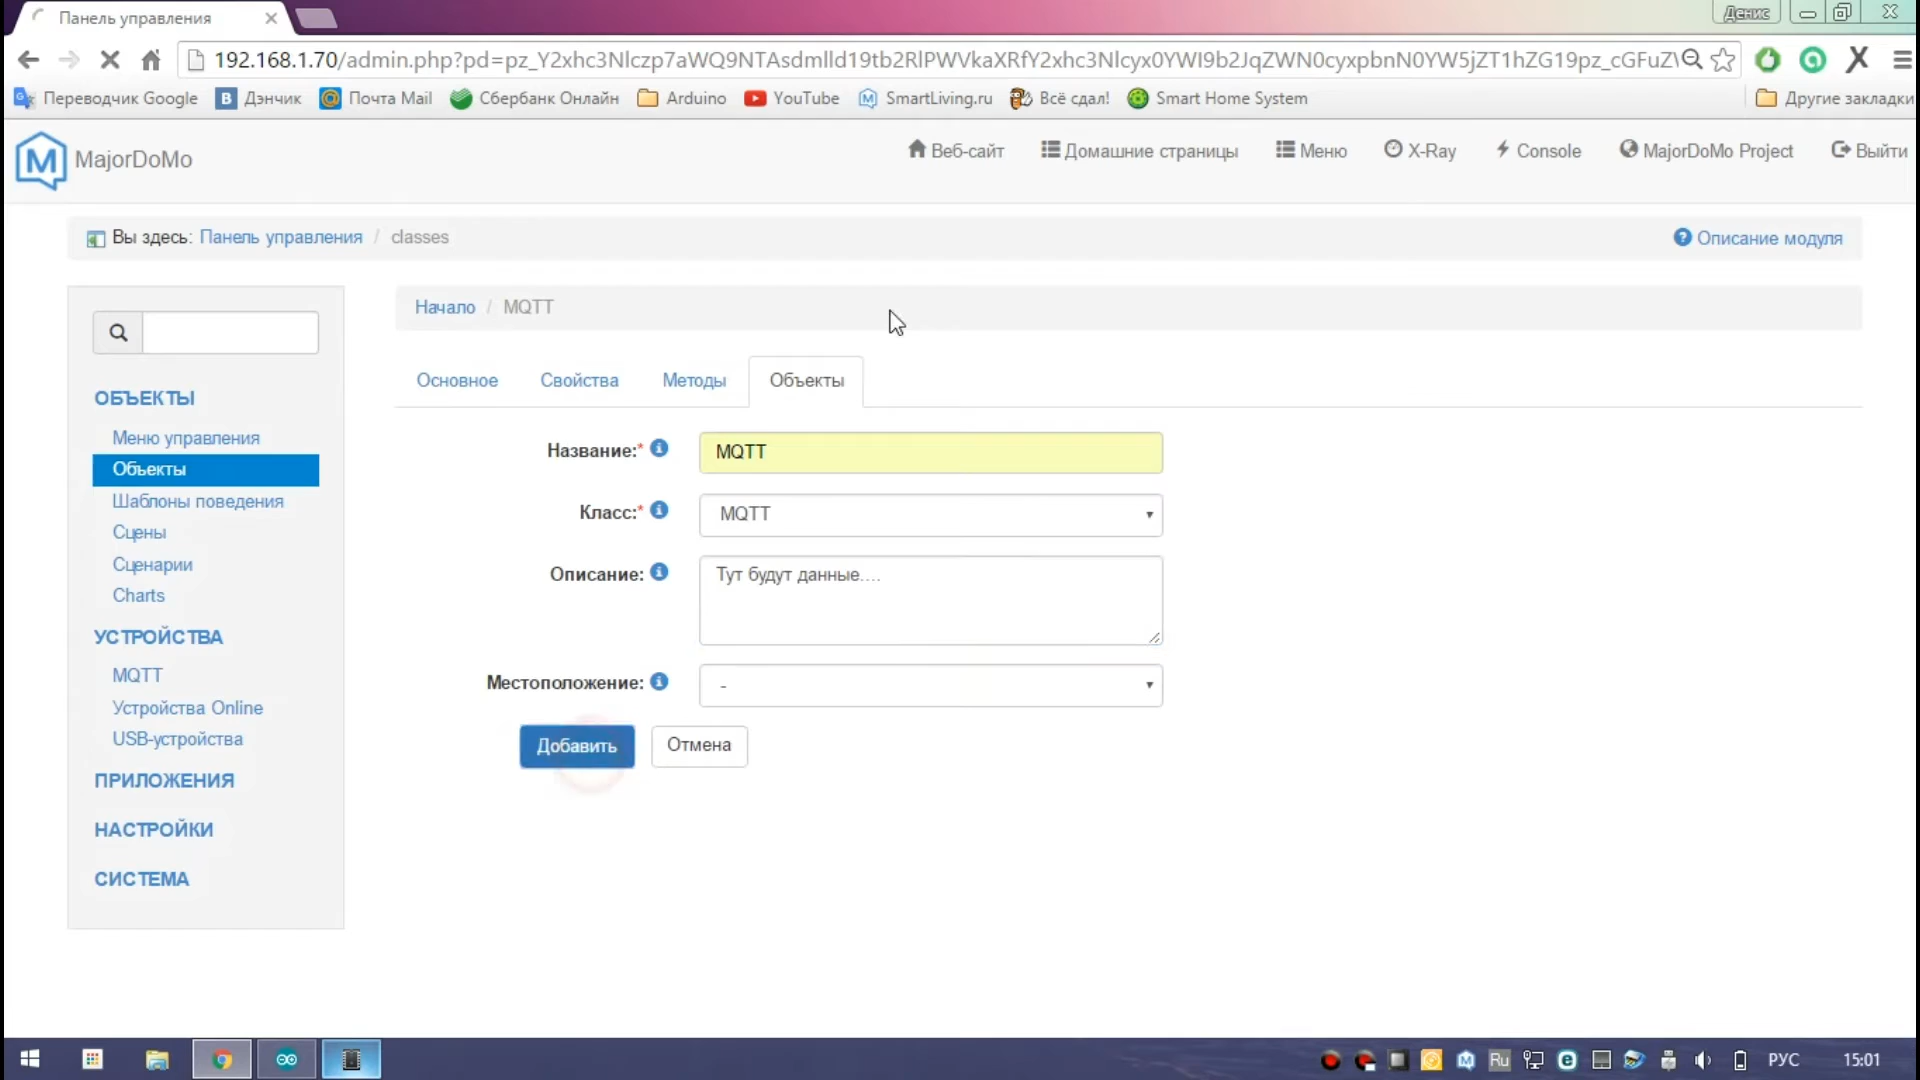 Панель управления
Денис
192.168.1.70/admin.php?pd=pz_Y2xhc3Nlczp7aWQ9NTAsdmlld19tb2RlPWVkaXRfY2xhc3Nlcyx0YWI9b2JqZWN0cyxpbnN0YW5jZT1hZG19pz_cGFuZ\
Переводчик Google
Дэнчик
Почта Mail
Сбербанк Онлайн
Arduino
YouTube
SmartLiving.ru
Всё сдал!
Smart Home System
Другие закладки
MajorDoMo
Веб-сайт
Домашние страницы
Меню
X-Ray
Console
MajorDoMo Project
Выйти
Вы здесь: Панель управления / classes
Описание модуля
Начало / MQTT
Основное
Свойства
Методы
Объекты
ОБЪЕКТЫ
Меню управления
Объекты
Шаблоны поведения
Сцены
Сценарии
Charts
УСТРОЙСТВА
MQTT
Устройства Online
USB-устройства
ПРИЛОЖЕНИЯ
НАСТРОЙКИ
СИСТЕМА
Название:* MQTT
Класс:* MQTT
Описание: Тут будут данные....
Местоположение: -
Добавить
Отмена
Ru
РУС
15:01